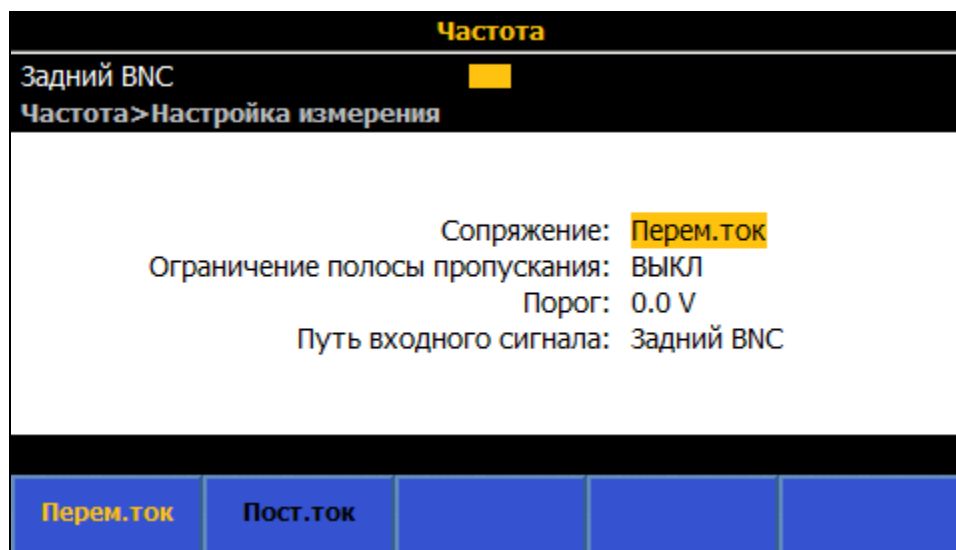 Частота
Задний BNC
Частота>Настройка измерения
Сопряжение: Перем.ток
Ограничение полосы пропускания: ВЫКЛ
Порог: 0.0 V
Путь входного сигнала: Задний BNC
Перем.ток Пост.ток